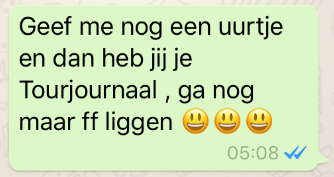 Geef me nog een uurtje
en dan heb jij je
Tourjournaal , ga nog
maar ff liggen 😃😃😃
05:08